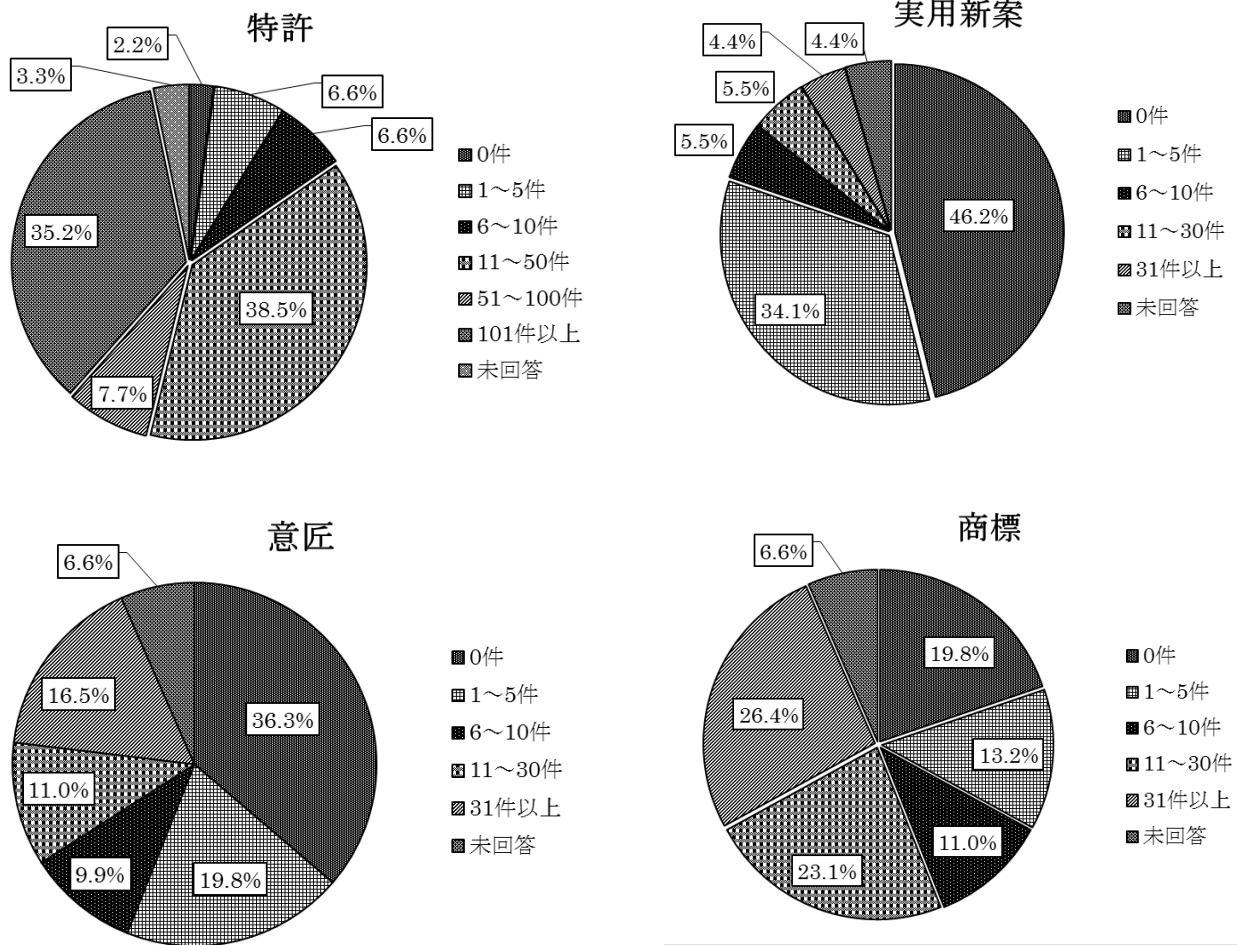 特許
2.2%
3.3%
6.6%
6.6%
35.2%
38.5%
7.7%
0件
1～5件
6～10件
11～50件
51～100件
101件以上
未回答
実用新案
4.4%
4.4%
5.5%
5.5%
46.2%
34.1%
0件
1～5件
6～10件
11～30件
31件以上
未回答
意匠
6.6%
16.5%
36.3%
11.0%
9.9%
19.8%
0件
1～5件
6～10件
11～30件
31件以上
未回答
商標
6.6%
19.8%
26.4%
13.2%
11.0%
23.1%
0件
1～5件
6～10件
11～30件
31件以上
未回答